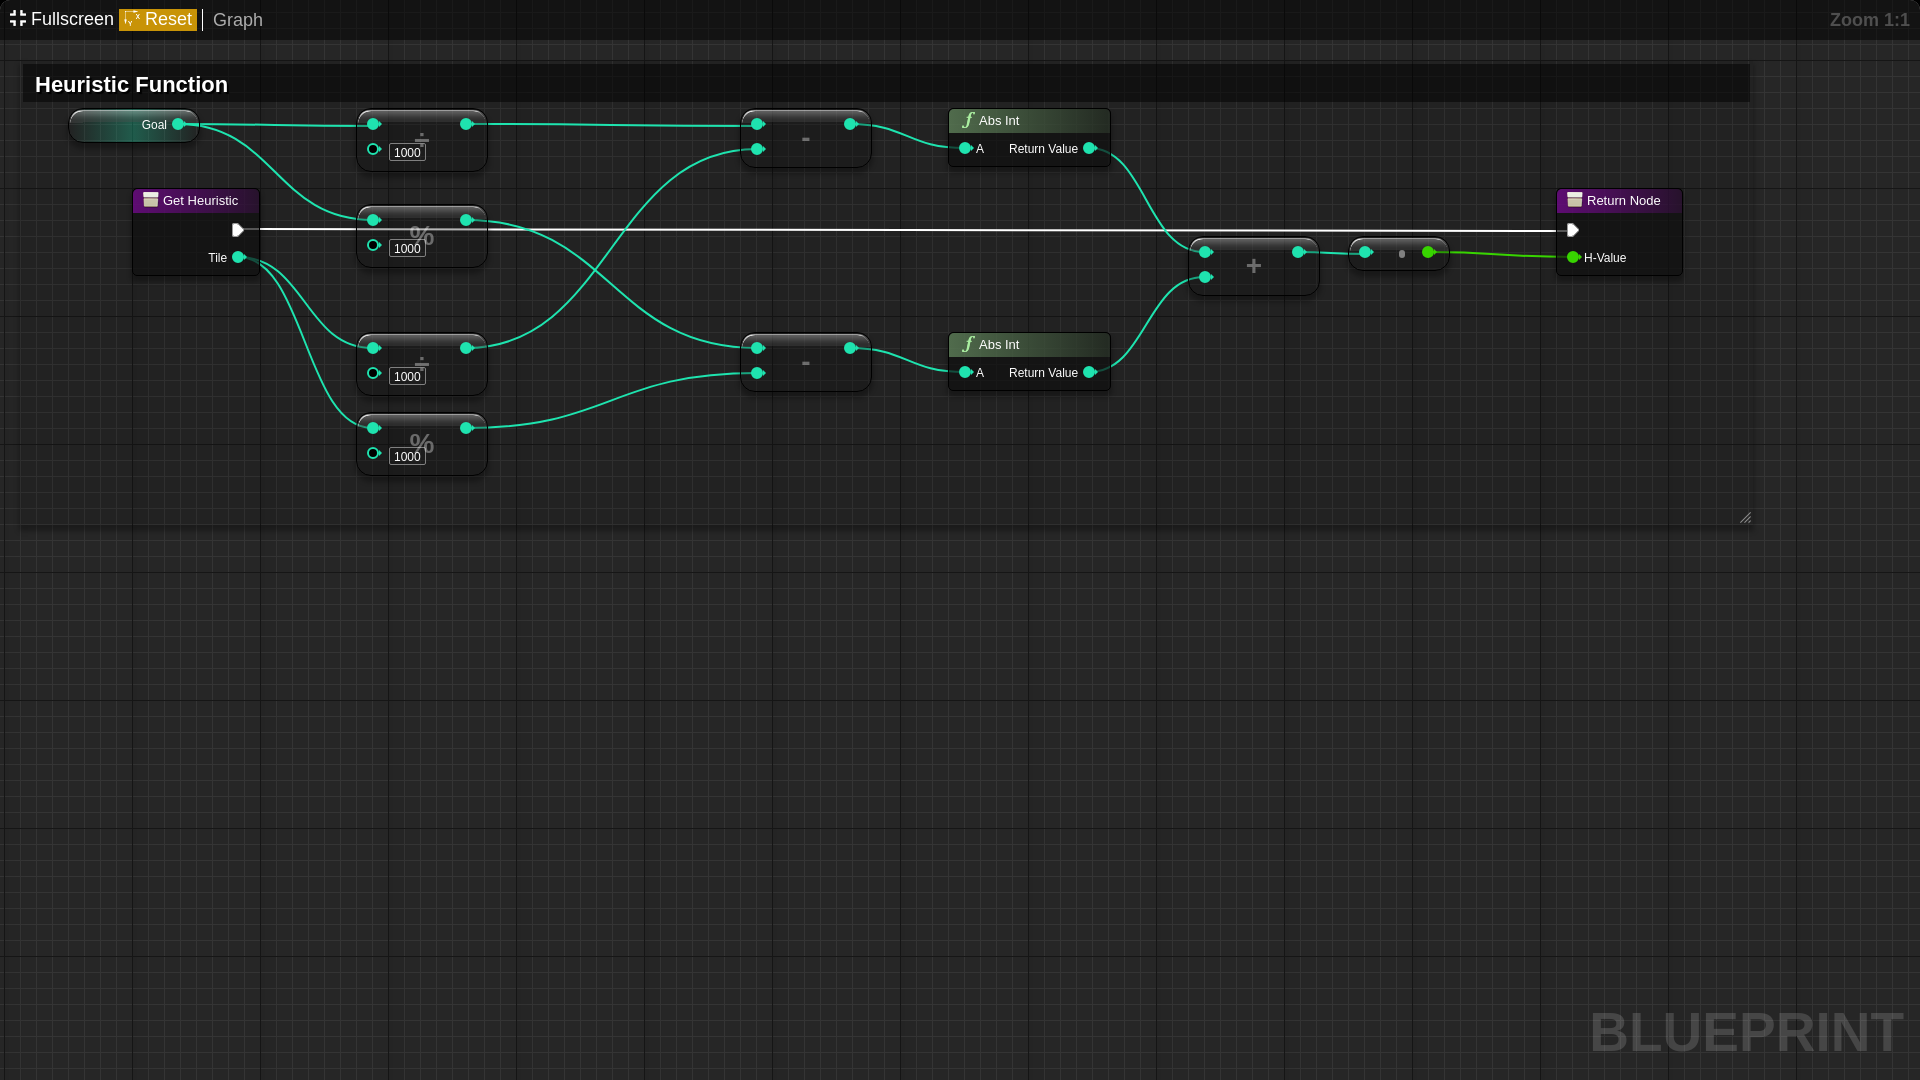 Fullscreen Reset Graph Zoom 1:1
Heuristic Function
Goal
÷
1000
-
Abs Int
A Return Value
Get Heuristic
Tile
%
1000
+
Return Node
H-Value
÷
1000
-
Abs Int
A Return Value
%
1000
BLUEPRINT